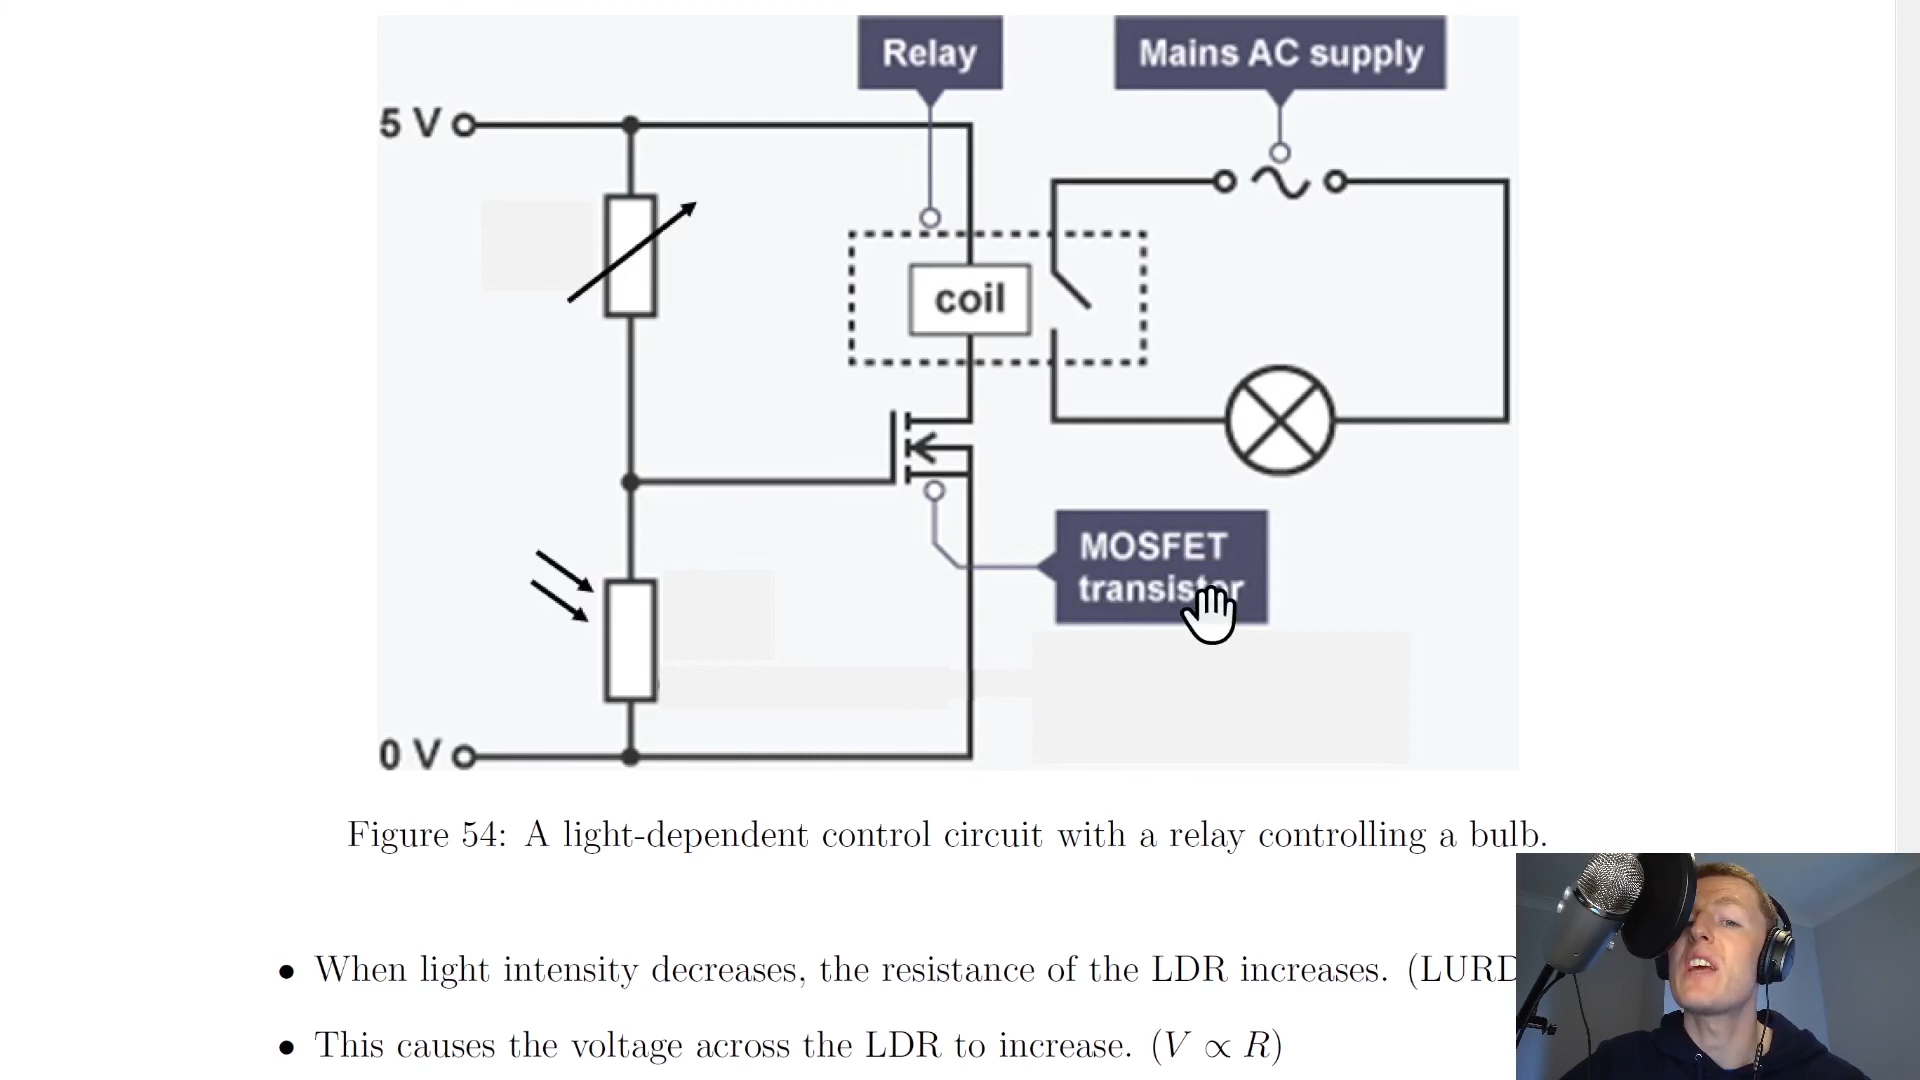 Relay
Mains AC supply
5 V
coil
MOSFET
transistor
0 V
Figure 54: A light-dependent control circuit with a relay controlling a bulb.
• When light intensity decreases, the resistance of the LDR increases. (LURD
• This causes the voltage across the LDR to increase. (V ∝ R)